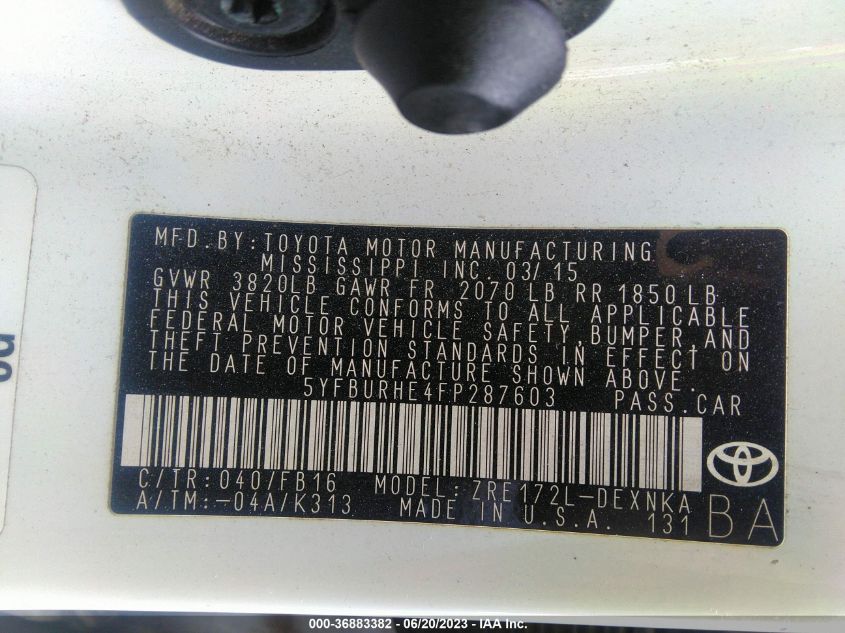 MFD.BY:TOYOTA MOTOR MANUFACTURING
MISSISSIPPI INC. 03/15
GVWR 3820LB GAWR FR 2070 LB RR 1850 LB
THIS VEHICLE CONFORMS TO ALL APPLICABLE
FEDERAL MOTOR VEHICLE SAFETY,BUMPER,AND
THEFT PREVENTION STANDARDS IN EFFECT ON
THE DATE OF MANUFACTURE SHOWN ABOVE.
5YFBURHE4FP287603 PASS.CAR
C/TR:040/FB16 MODEL:ZRE172L-DEXNKA
A/TM:-04A/K313 MADE IN U.S.A. 131
BA
000-36883382 - 06/20/2023 - IAA Inc.